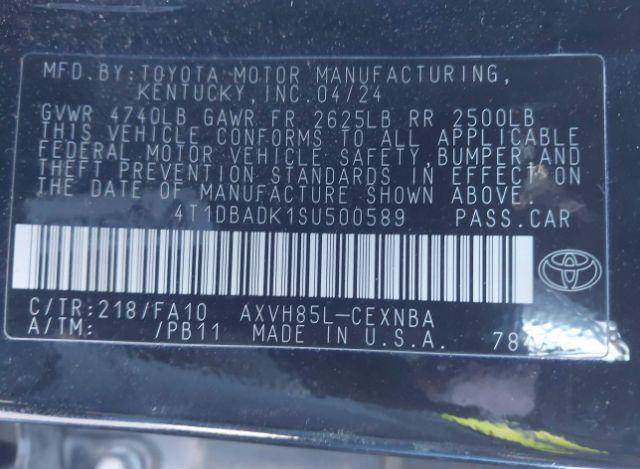 MFD.BY:TOYOTA MOTOR MANUFACTURING,
KENTUCKY,INC.04/24
GVWR 4740LB GAWR FR 2625LB RR 2500LB
THIS VEHICLE CONFORMS TO ALL APPLICABLE
FEDERAL MOTOR VEHICLE SAFETY,BUMPER,AND
THEFT PREVENTION STANDARDS IN EFFECT ON
THE DATE OF MANUFACTURE SHOWN ABOVE.
4T1DBADK1SU500589 PASS.CAR
C/TR:218/FA10 AXVH85L-CEXNBA
A/TM: /PB11 MADE IN U.S.A.